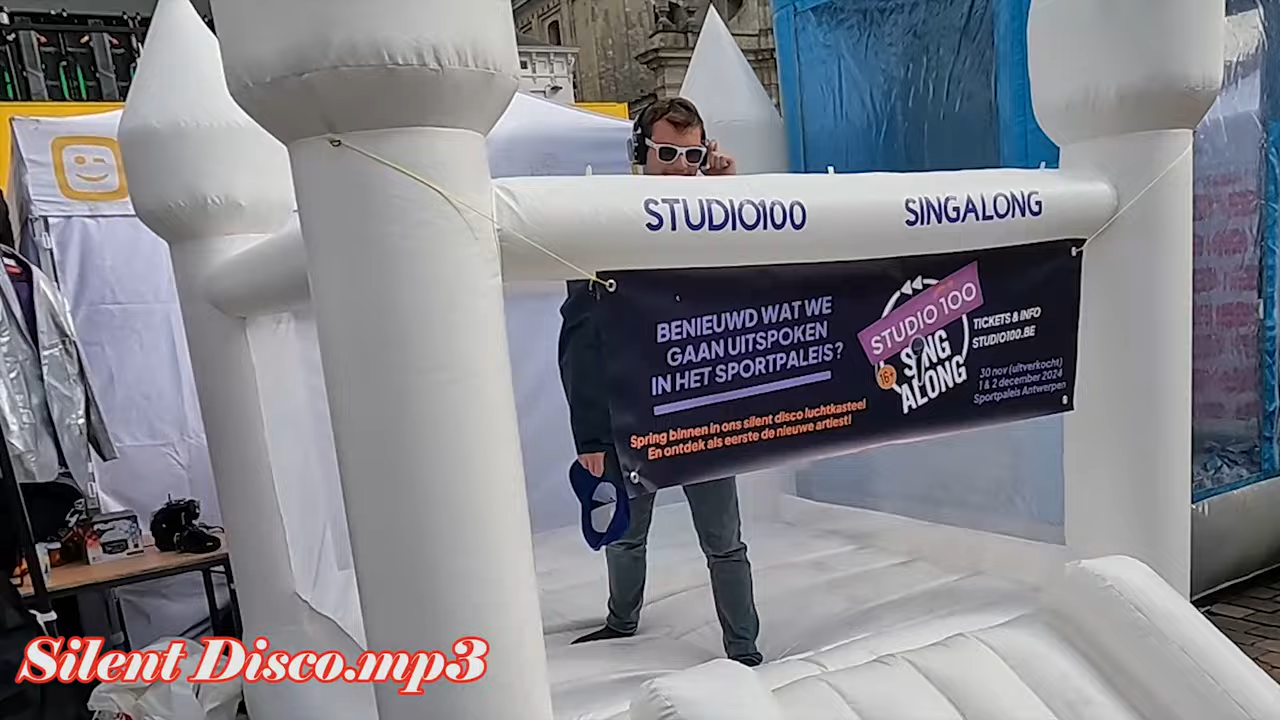 STUDIO100 SINGALONG
BENIEUWD WAT WE
GAAN UITSPOKEN
IN HET SPORTPALEIS?
Spring binnen in ons silent disco luchtkasteel
En ontdek als eerste de nieuwe artiest!
STUDIO 100
SING
ALONG
16+
TICKETS & INFO
STUDIO100.BE
30 nov (uitverkocht)
1 & 2 december 2024
Sportpaleis Antwerpen
Silent Disco.mp3